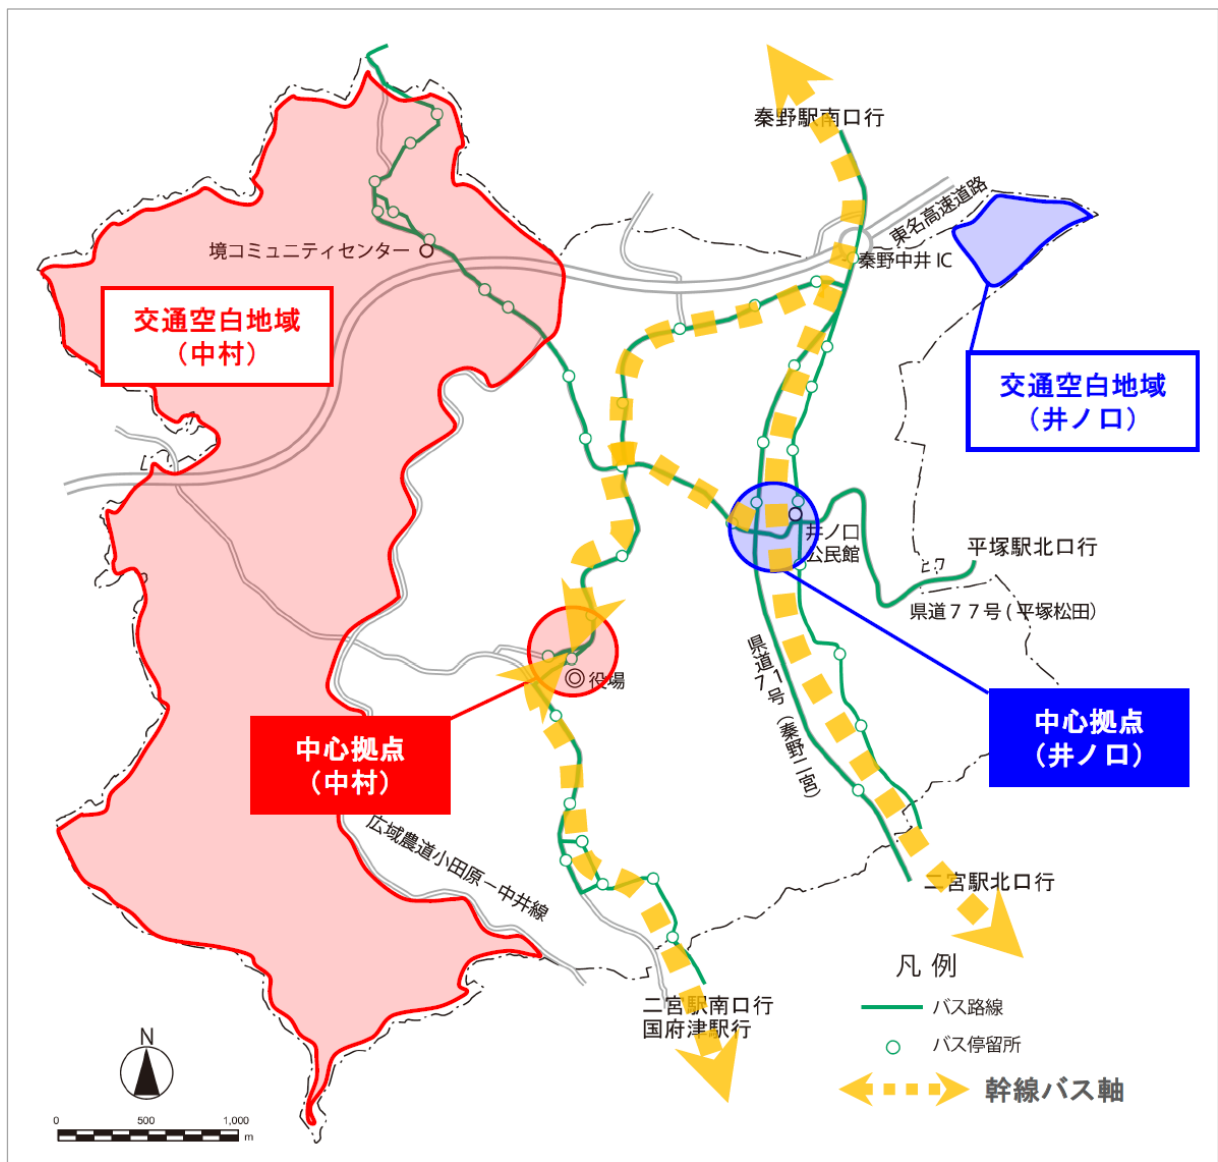 秦野駅南口行
東名高速道路
秦野中井 IC
境コミュニティセンター
交通空白地域
（中村）
交通空白地域
（井ノ口）
井ノ口
公民館
平塚駅北口行
県道７７号 ( 平塚松田）
県道７１号（秦野二宮）
役場
中心拠点
（中村）
中心拠点
（井ノ口）
広域農道小田原－中井線
二宮駅北口行
二宮駅南口行
国府津駅行
凡 例
バス路線
バス停留所
幹線バス軸
N
0 500 1,000
m